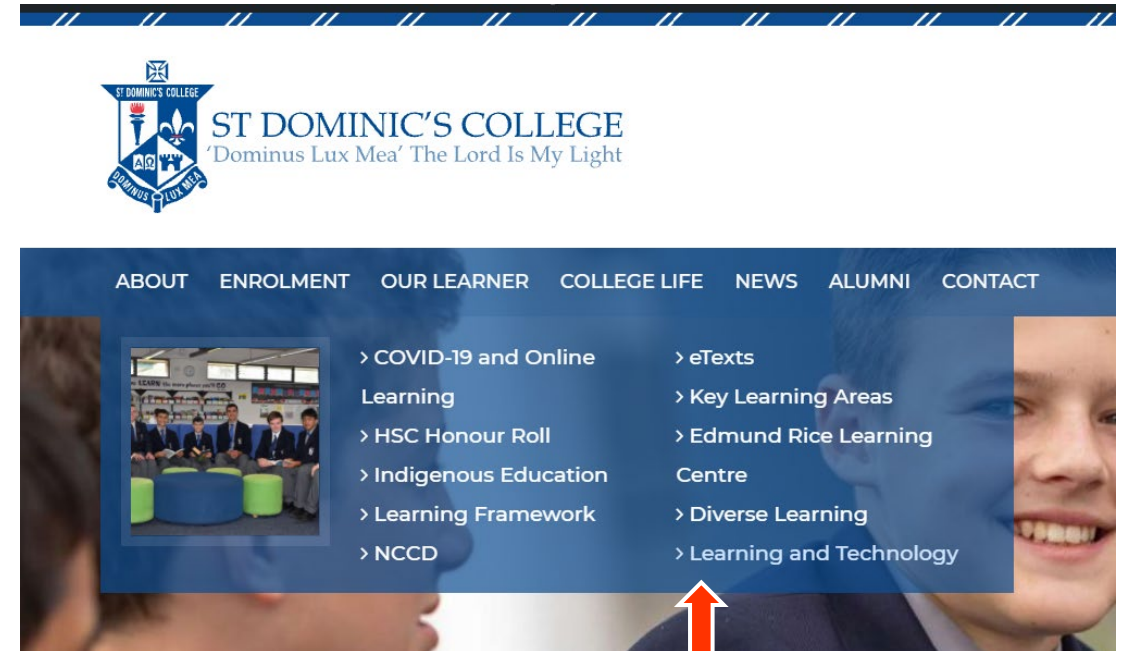 ST DOMINIC'S COLLEGE
DOMINUS LUX MEA
ST DOMINIC'S COLLEGE
'Dominus Lux Mea' The Lord Is My Light
ABOUT ENROLMENT OUR LEARNER COLLEGE LIFE NEWS ALUMNI CONTACT
> COVID-19 and Online
Learning
> HSC Honour Roll
> Indigenous Education
> Learning Framework
> NCCD
> eTexts
> Key Learning Areas
> Edmund Rice Learning
Centre
> Diverse Learning
> Learning and Technology